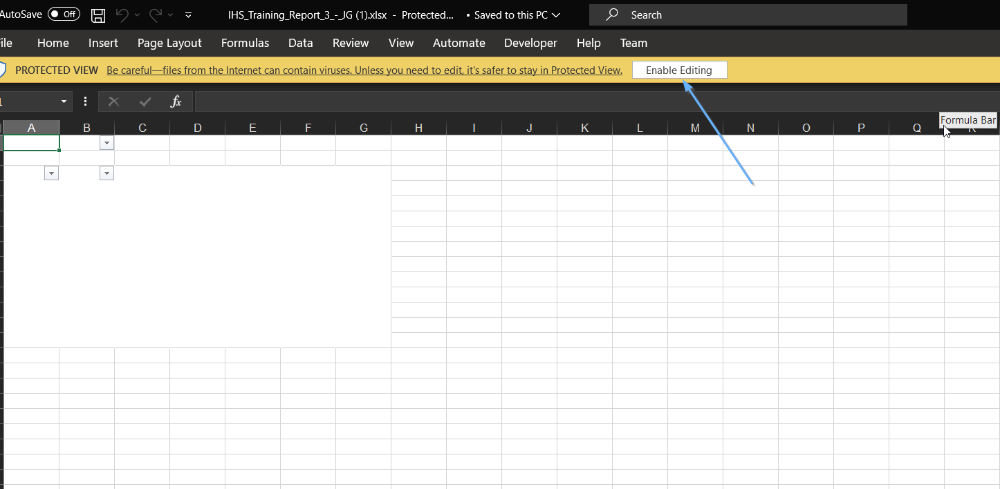 AutoSave Off IHS_Training_Report_3_-_JG (1).xlsx - Protected... • Saved to this PC Search
ile Home Insert Page Layout Formulas Data Review View Automate Developer Help Team
PROTECTED VIEW Be careful—files from the Internet can contain viruses. Unless you need to edit, it's safer to stay in Protected View. Enable Editing
1 fx
Formula Bar
A B C D E F G H I J K L M N O P Q R